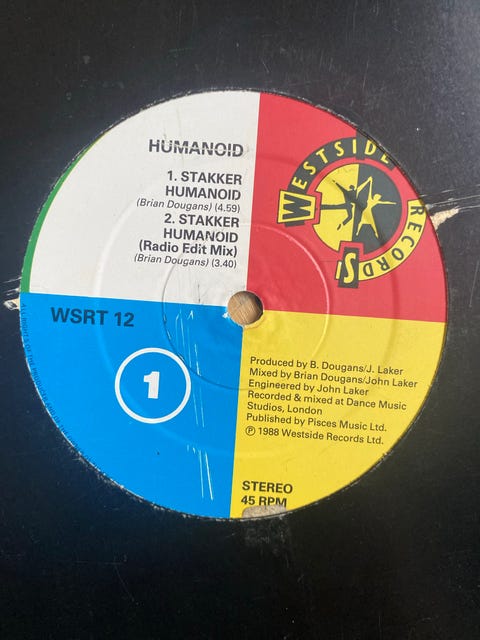 HUMANOID
1. STAKKER
HUMANOID
(Brian Dougans) (4.59)
2. STAKKER
HUMANOID
(Radio Edit Mix)
(Brian Dougans) (3.40)
WESTSIDE
RECORDS
WSRT 12
1
Produced by B. Dougans/J. Laker
Mixed by Brian Dougans/John Laker
Engineered by John Laker
Recorded & mixed at Dance Music
Studios, London
Published by Pisces Music Ltd.
℗ 1988 Westside Records Ltd.
STEREO
45 RPM